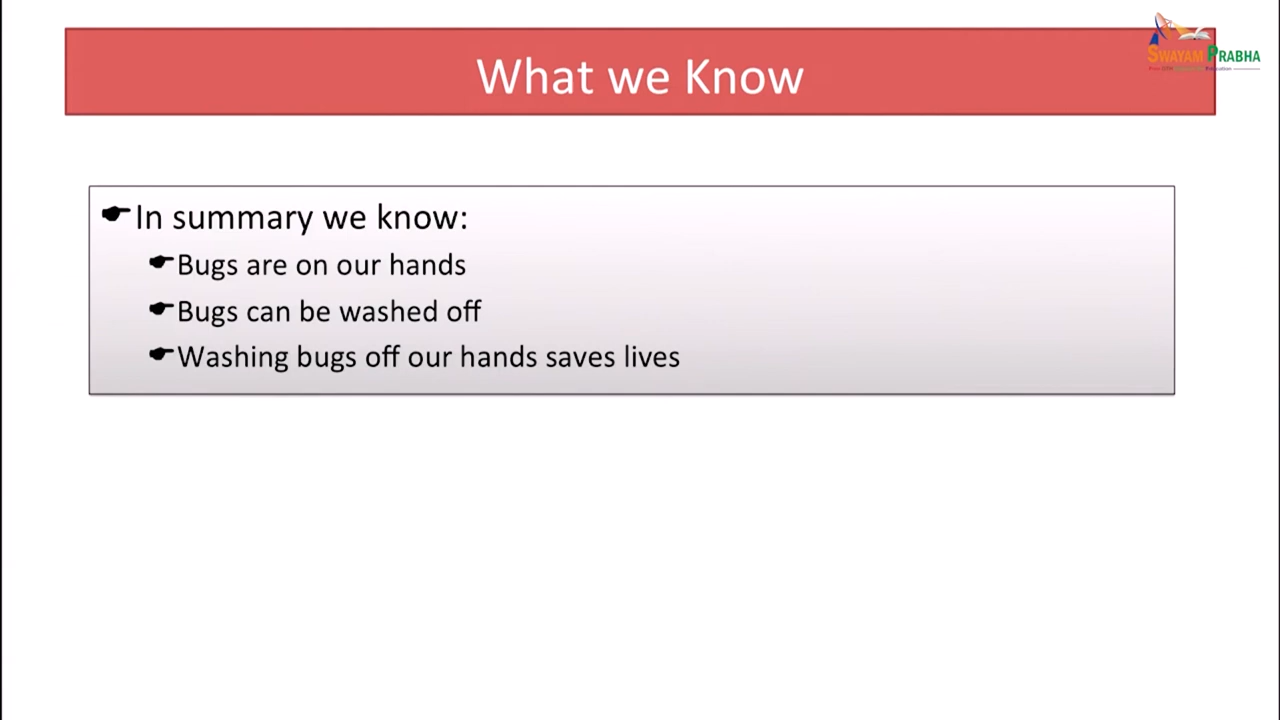 SWAYAM PRABHA
What we Know
In summary we know:
Bugs are on our hands
Bugs can be washed off
Washing bugs off our hands saves lives